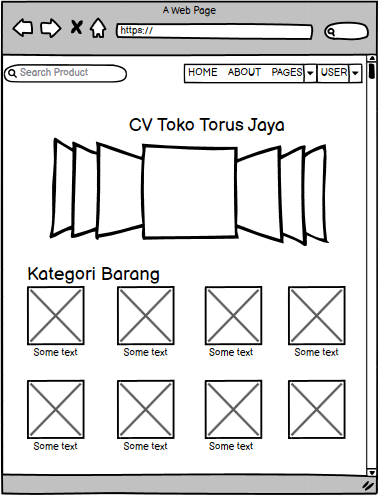 A Web Page
https://
Search Product
HOME ABOUT PAGES USER
CV Toko Torus Jaya
Kategori Barang
Some text Some text Some text Some text
Some text Some text Some text